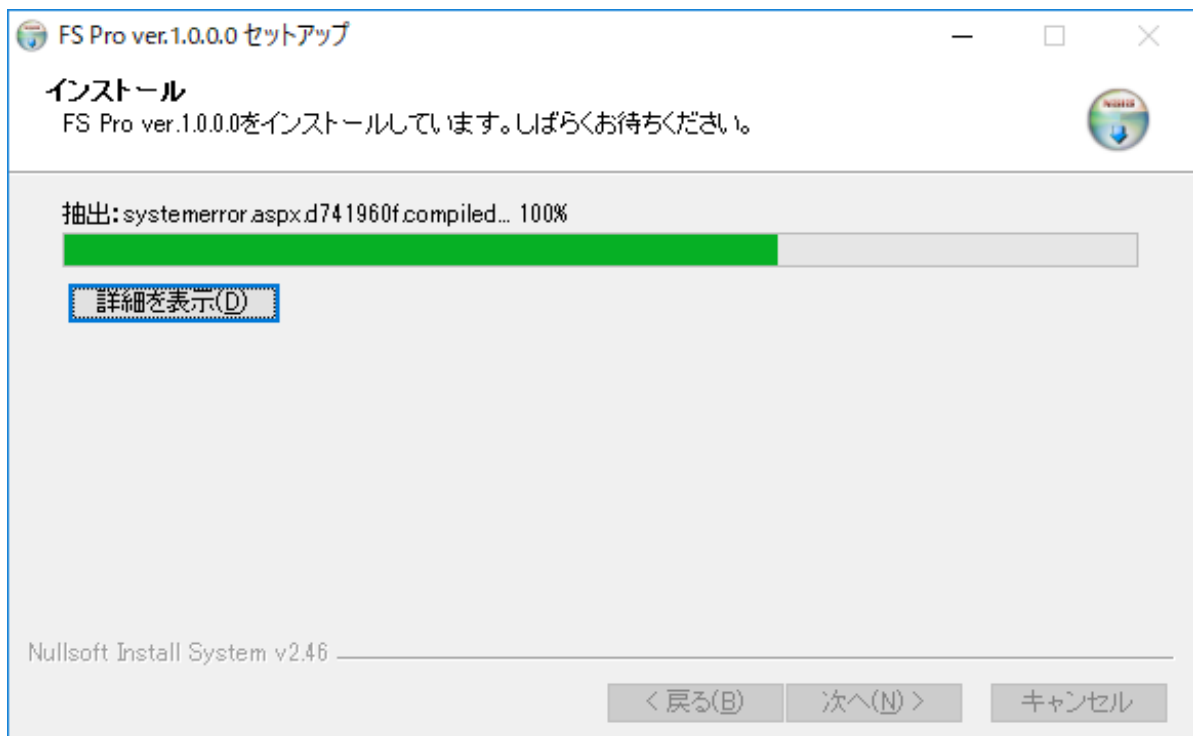 FS Pro ver.1.0.0.0 セットアップ
インストール
FS Pro ver.1.0.0.0をインストールしています。しばらくお待ちください。
抽出:systemerror.aspx.d741960f.compiled... 100%
詳細を表示(D)
Nullsoft Install System v2.46
< 戻る(B)
次へ(N) >
キャンセル